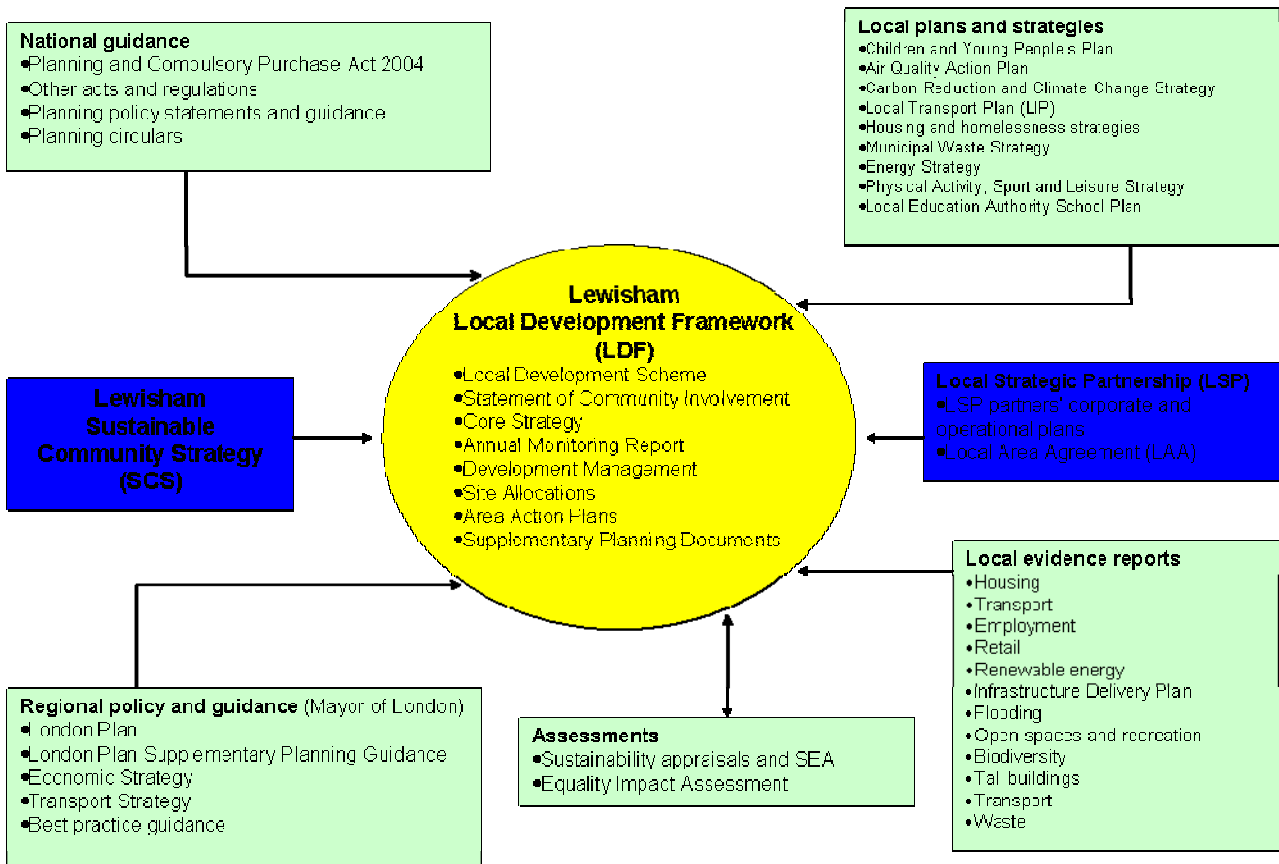 National guidance
•Planning and Compulsory Purchase Act 2004
•Other acts and regulations
•Planning policy statements and guidance
•Planning circulars
Local plans and strategies
•Children and Young People's Plan
•Air Quality Action Plan
•Carbon Reduction and Climate Change Strategy
•Local Transport Plan (LIP)
•Housing and homelessness strategies
•Municipal Waste Strategy
•Energy Strategy
•Physical Activity, Sport and Leisure Strategy
•Local Education Authority School Plan
Lewisham
Local Development Framework
(LDF)
•Local Development Scheme
•Statement of Community Involvement
•Core Strategy
•Annual Monitoring Report
•Development Management
•Site Allocations
•Area Action Plans
•Supplementary Planning Documents
Lewisham
Sustainable
Community Strategy
(SCS)
Local Strategic Partnership (LSP)
•LSP partners' corporate and
operational plans
•Local Area Agreement (LAA)
Local evidence reports
•Housing
•Transport
•Employment
•Retail
•Renewable energy
•Infrastructure Delivery Plan
•Flooding
•Open spaces and recreation
•Biodiversity
•Tall buildings
•Transport
•Waste
Regional policy and guidance (Mayor of London)
•London Plan
•London Plan Supplementary Planning Guidance
•Economic Strategy
•Transport Strategy
•Best practice guidance
Assessments
•Sustainability appraisals and SEA
•Equality Impact Assessment